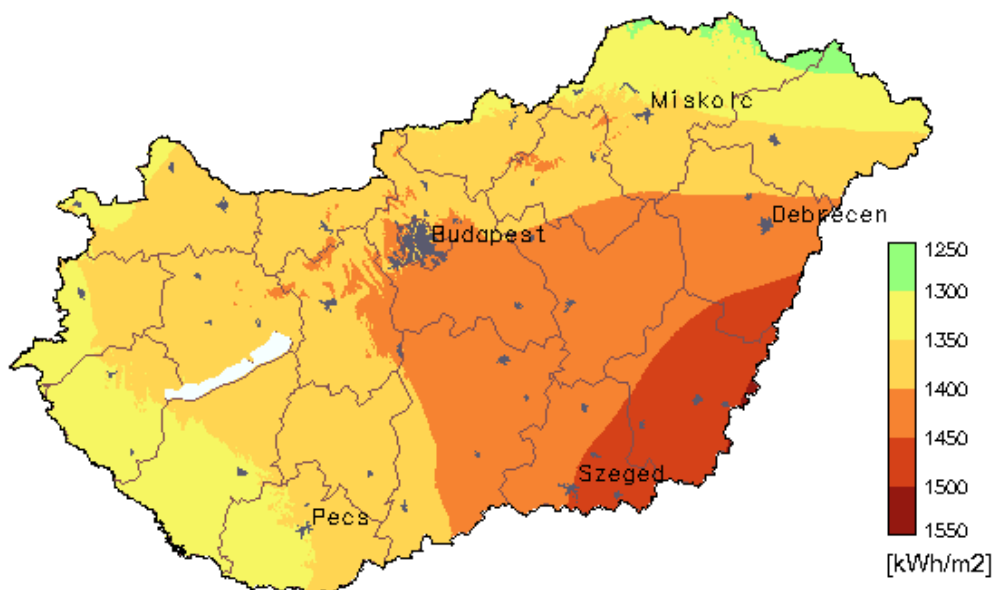 Miskolc
Debrecen
Budapest
Szeged
Pecs
1250
1300
1350
1400
1450
1500
1550
[kWh/m2]